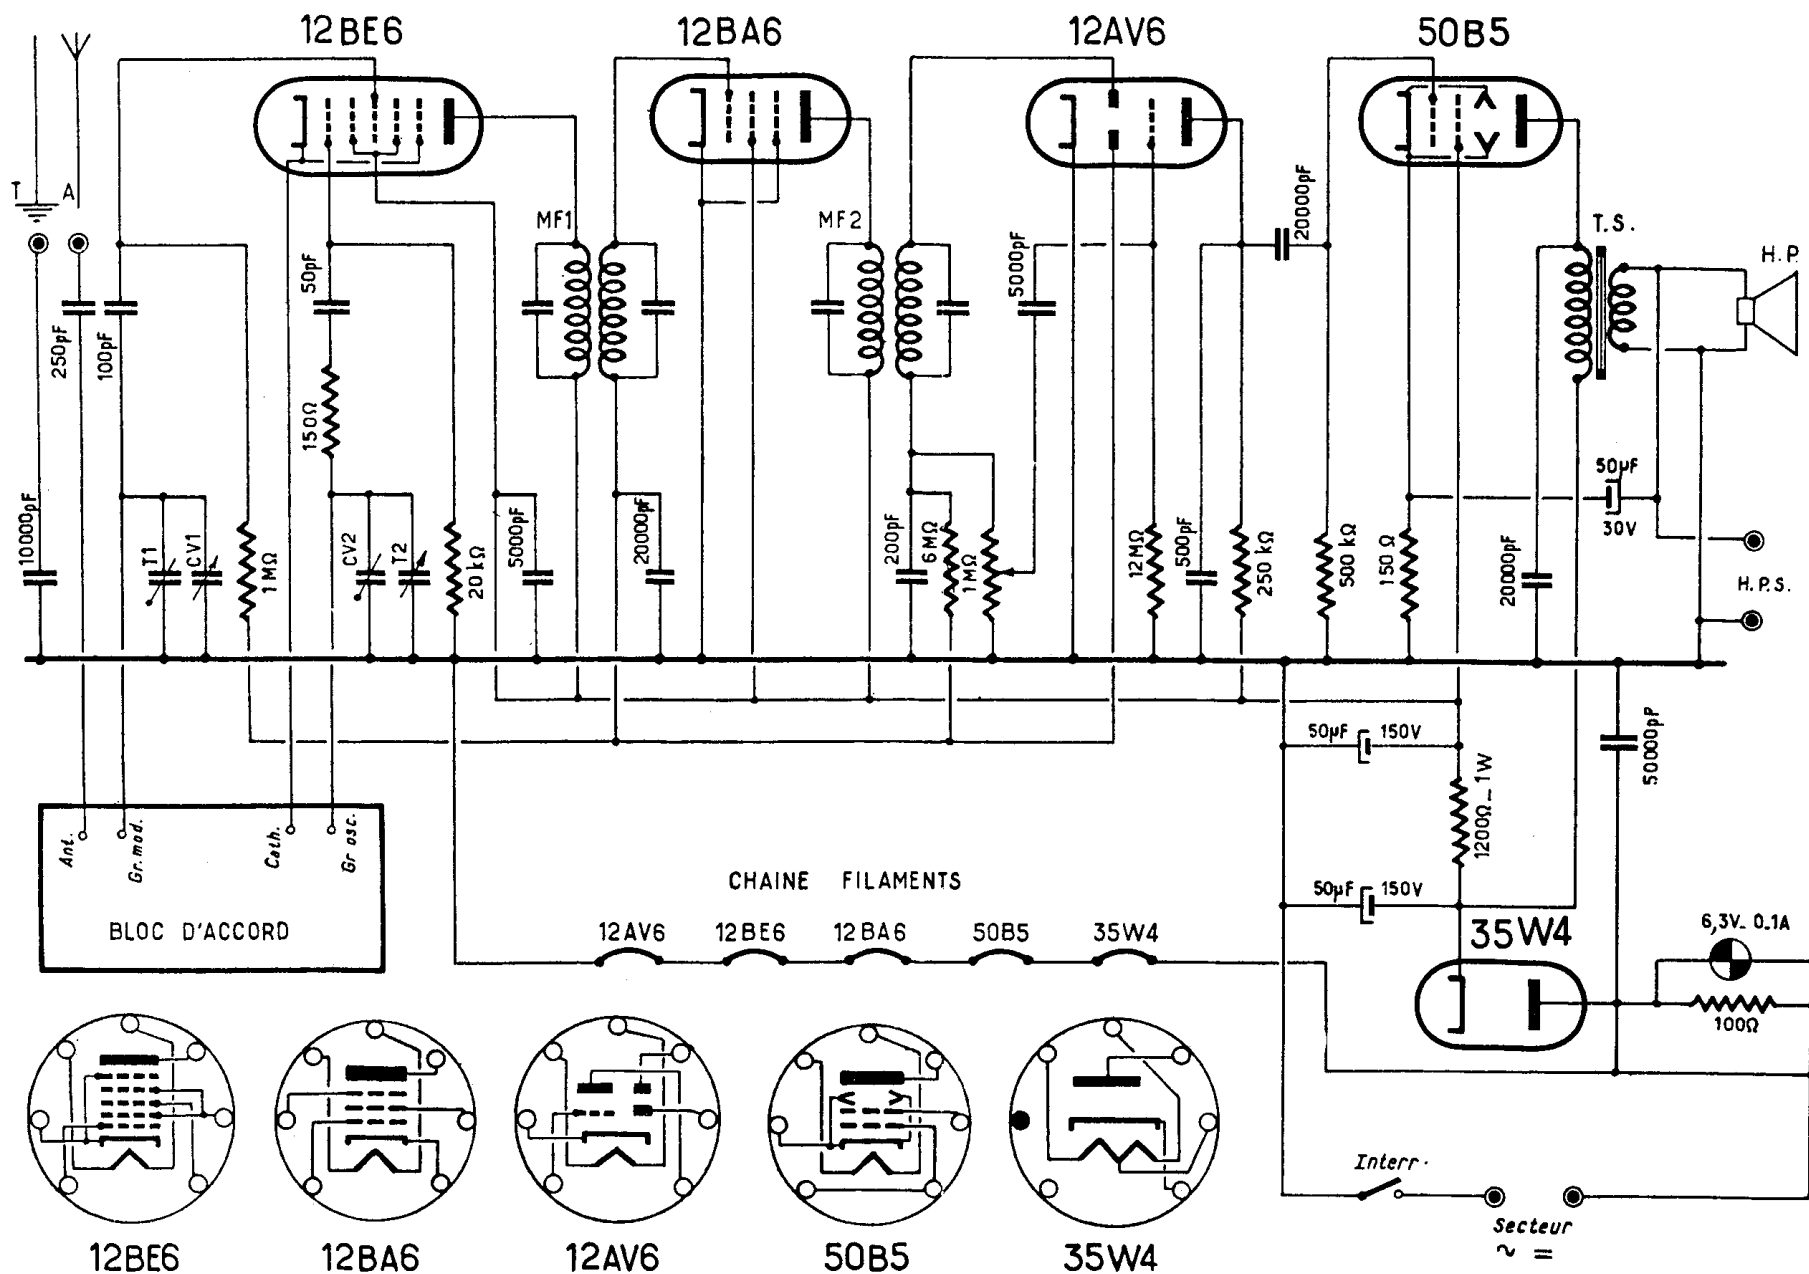 12BE6 12BA6 12AV6 50B5
T A
MF1 MF2 T.S. H.P.
250pF
100pF
50pF
5000pF
20000pF
150Ω
10000pF
T1
CV1
1MΩ
CV2
T2
20kΩ
5000pF
20000pF
200pF
6MΩ
1MΩ
12MΩ
500pF
250kΩ
500kΩ
150Ω
20000pF
50µF
30V
H.P.S.
50µF 150V
1200Ω_1W
50000pF
Ant.
Gr. mod.
Cath.
Gr osc.
BLOC D'ACCORD
CHAINE FILAMENTS
50µF 150V
12AV6 12BE6 12BA6 50B5 35W4
35W4
6,3V_0.1A
100Ω
Interr.
Secteur
~ =
12BE6 12BA6 12AV6 50B5 35W4